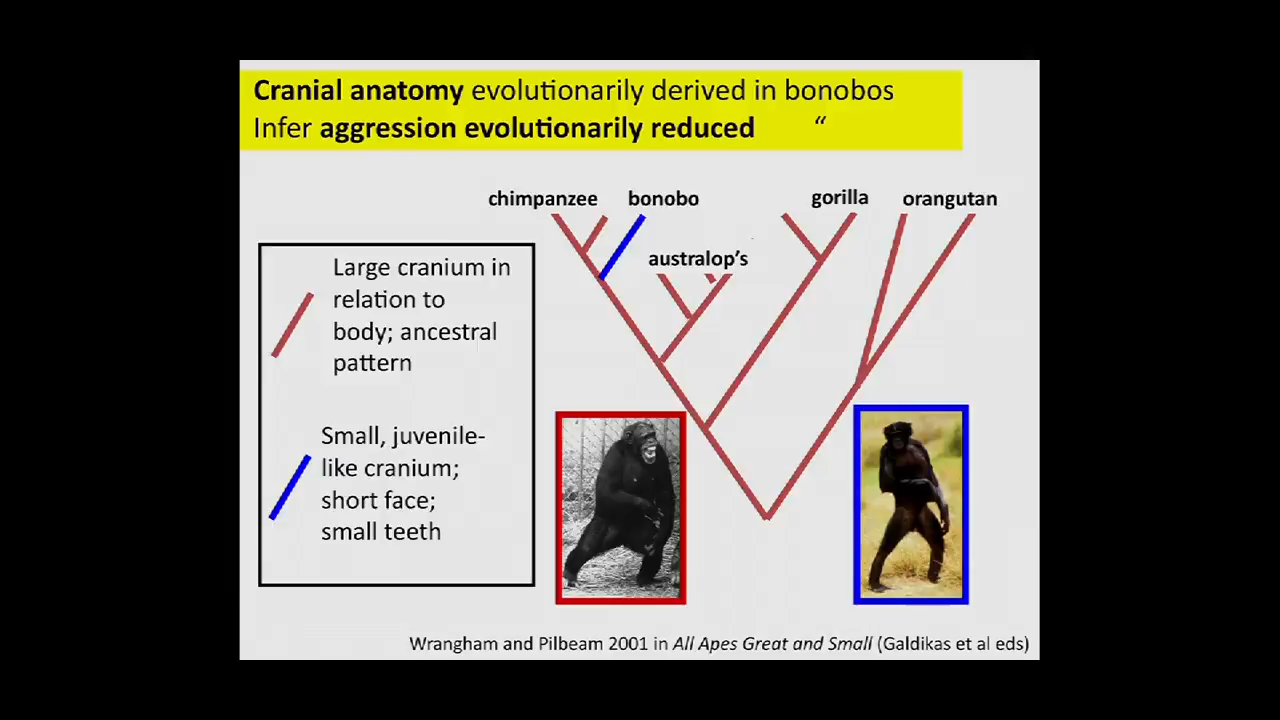 Cranial anatomy evolutionarily derived in bonobos
Infer aggression evolutionarily reduced “
chimpanzee bonobo gorilla orangutan
australop’s
Large cranium in
relation to
body; ancestral
pattern
Small, juvenile-
like cranium;
short face;
small teeth
Wrangham and Pilbeam 2001 in All Apes Great and Small (Galdikas et al eds)